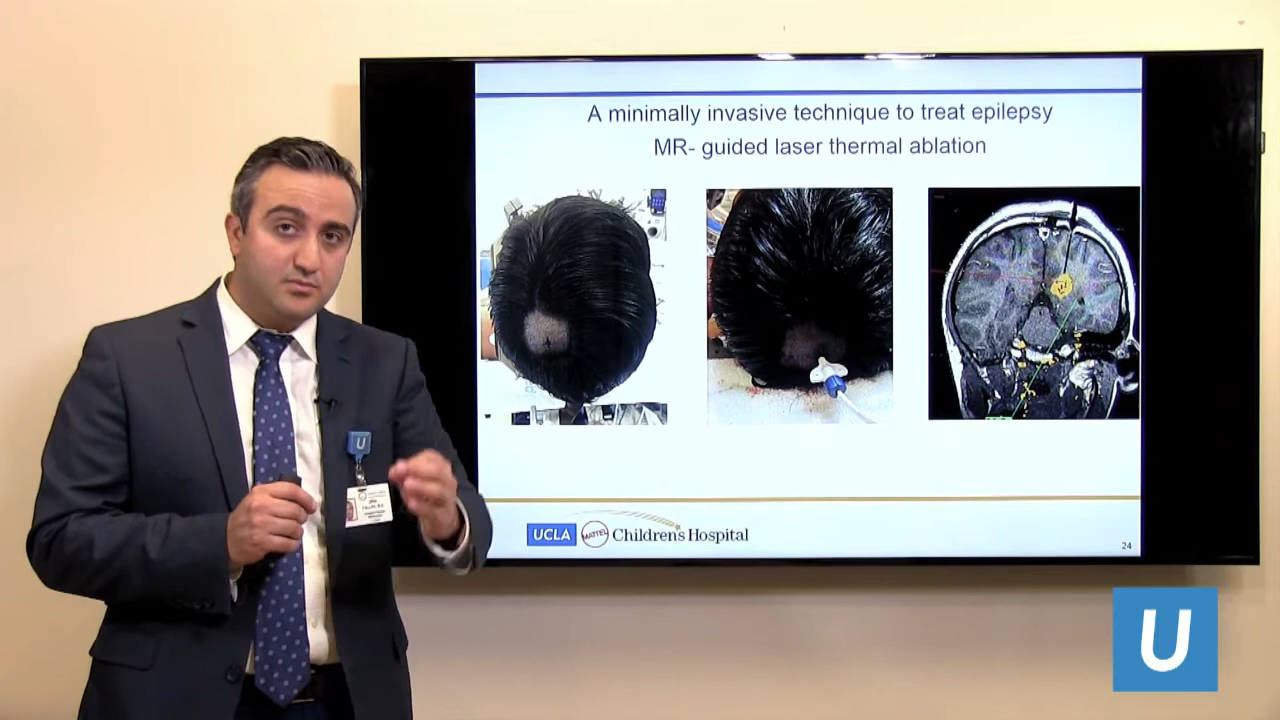 A minimally invasive technique to treat epilepsy
MR- guided laser thermal ablation
UCLA MATTEL Children's Hospital
24
U
U